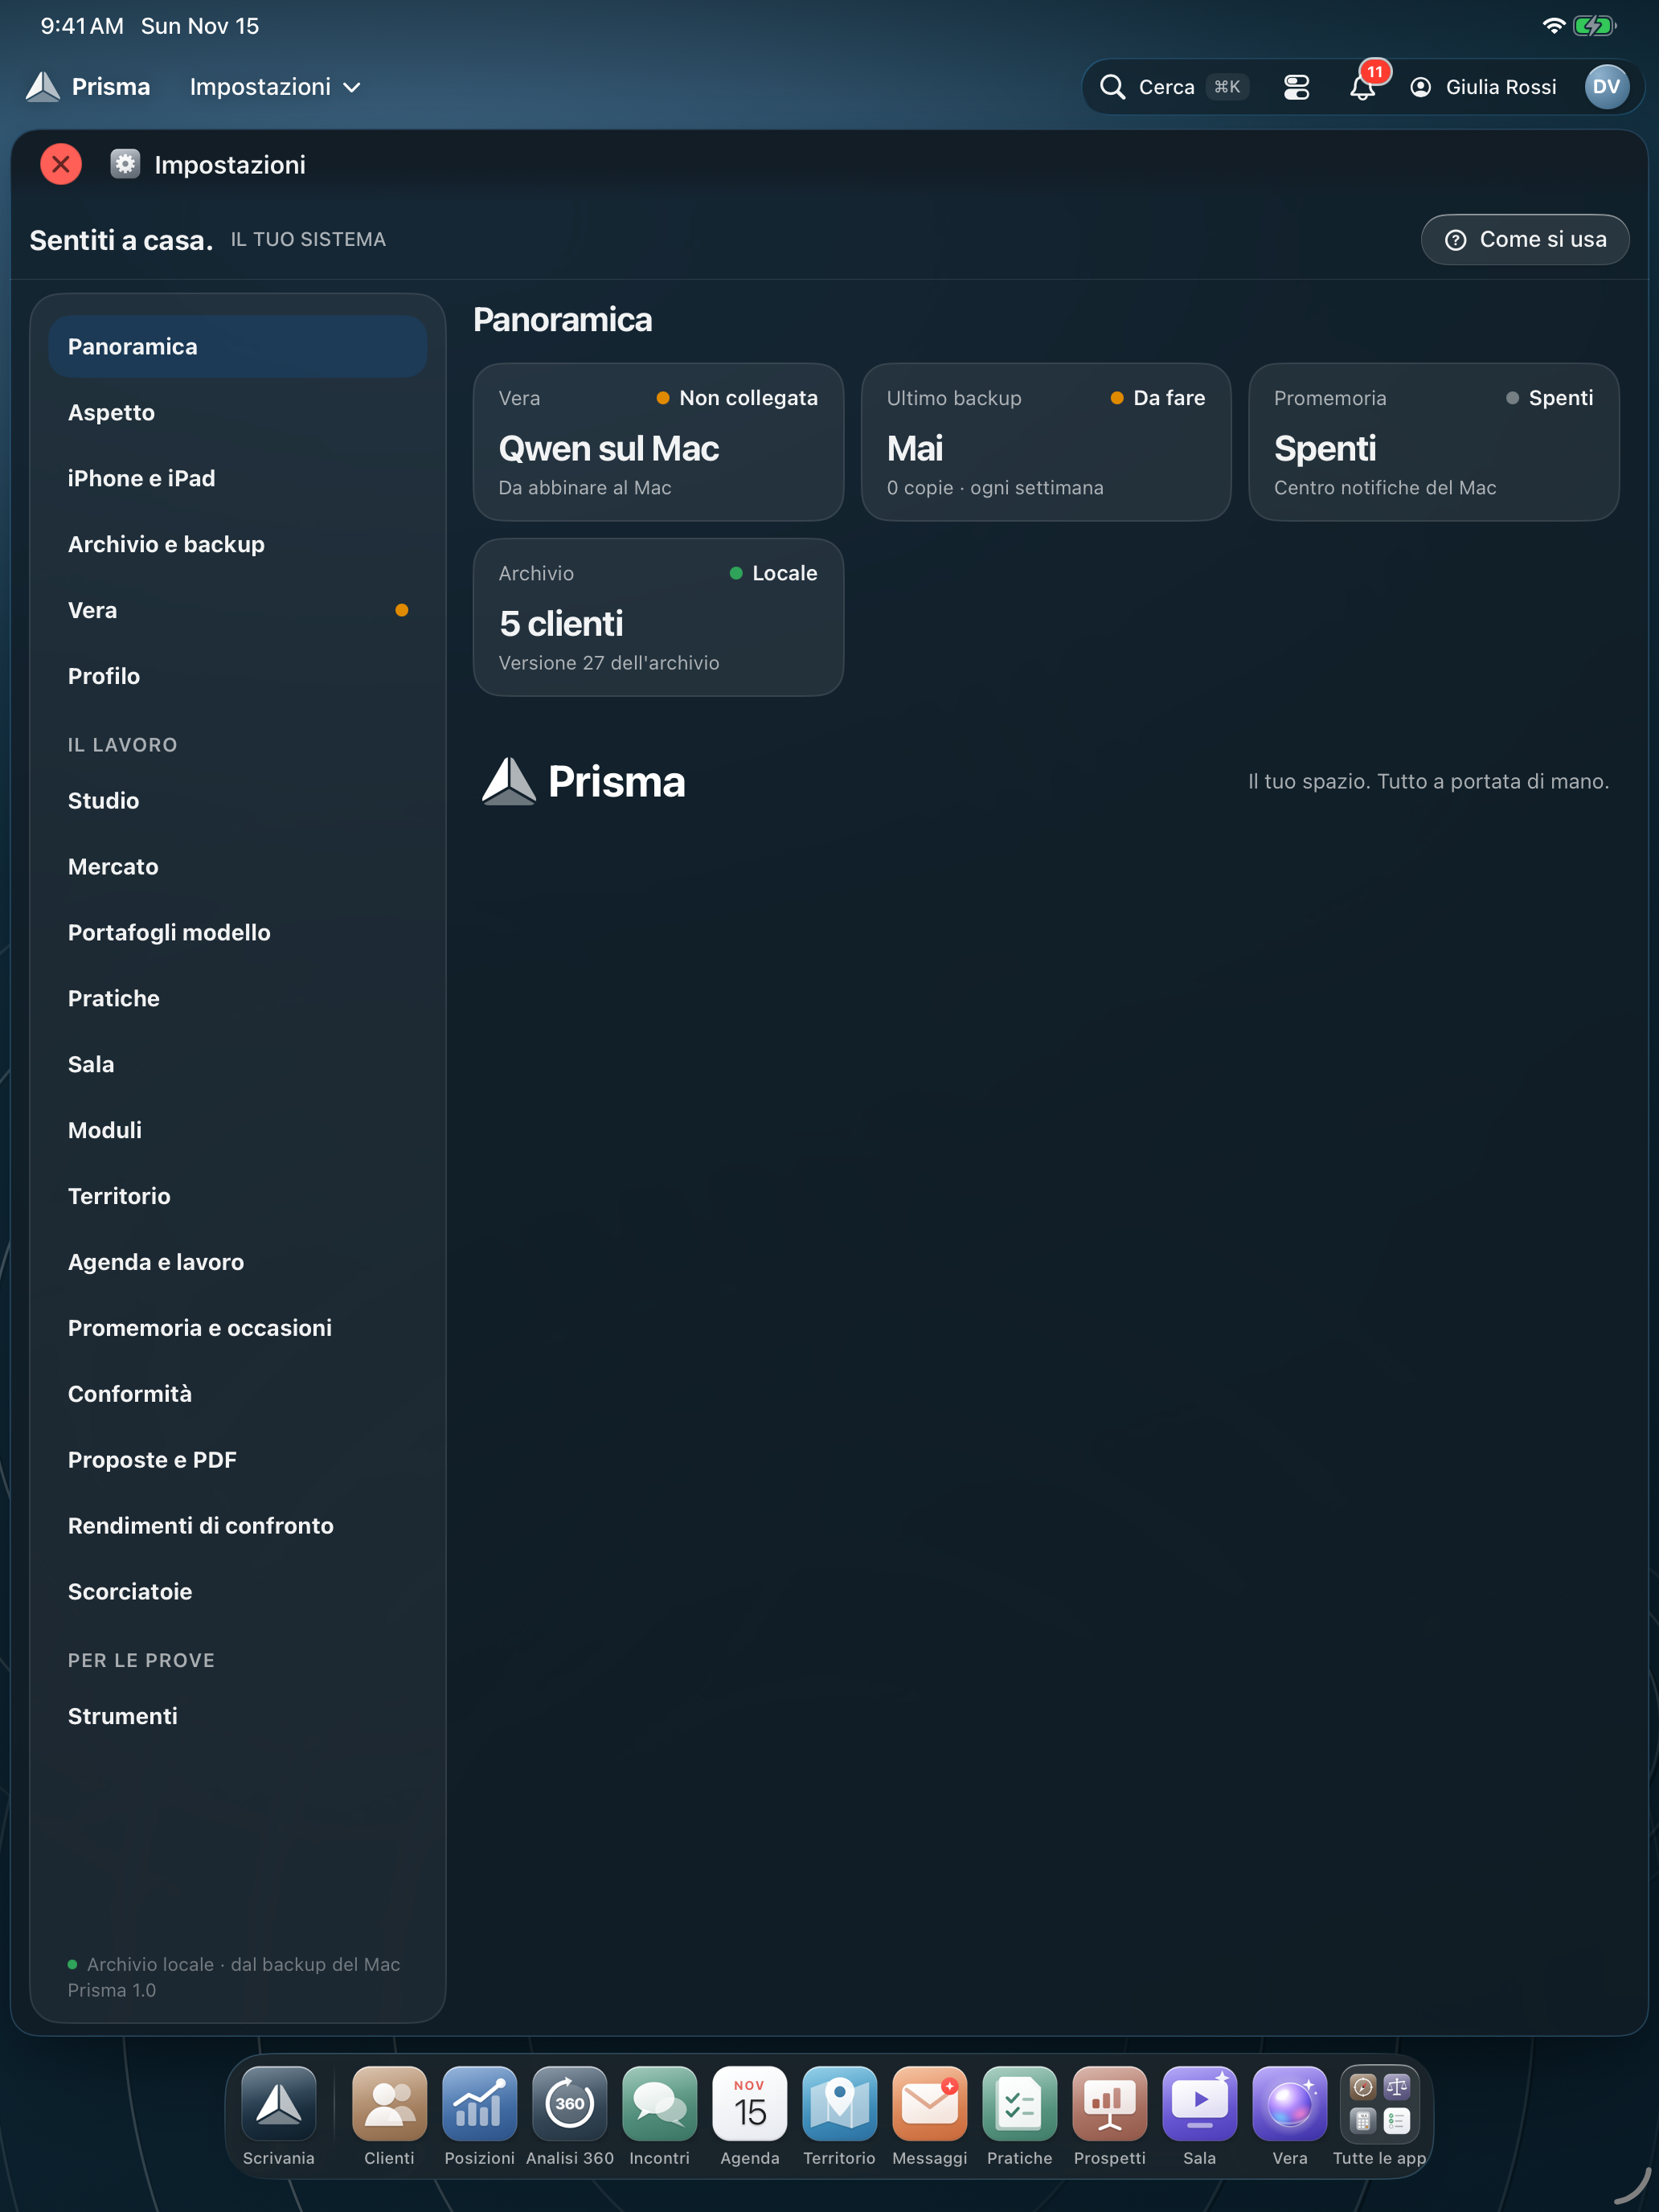 9:41 AM Sun Nov 15
Prisma Impostazioni Cerca ⌘K 11 Giulia Rossi DV
Impostazioni
Sentiti a casa. IL TUO SISTEMA Come si usa
Panoramica
Aspetto
iPhone e iPad
Archivio e backup
Vera
Profilo
IL LAVORO
Studio
Mercato
Portafogli modello
Pratiche
Sala
Moduli
Territorio
Agenda e lavoro
Promemoria e occasioni
Conformità
Proposte e PDF
Rendimenti di confronto
Scorciatoie
PER LE PROVE
Strumenti
Archivio locale · dal backup del Mac
Prisma 1.0
Panoramica
Vera Non collegata
Qwen sul Mac
Da abbinare al Mac
Ultimo backup Da fare
Mai
0 copie · ogni settimana
Promemoria Spenti
Spenti
Centro notifiche del Mac
Archivio Locale
5 clienti
Versione 27 dell'archivio
Prisma Il tuo spazio. Tutto a portata di mano.
360
NOV
15
Scrivania Clienti Posizioni Analisi 360 Incontri Agenda Territorio Messaggi Pratiche Prospetti Sala Vera Tutte le app